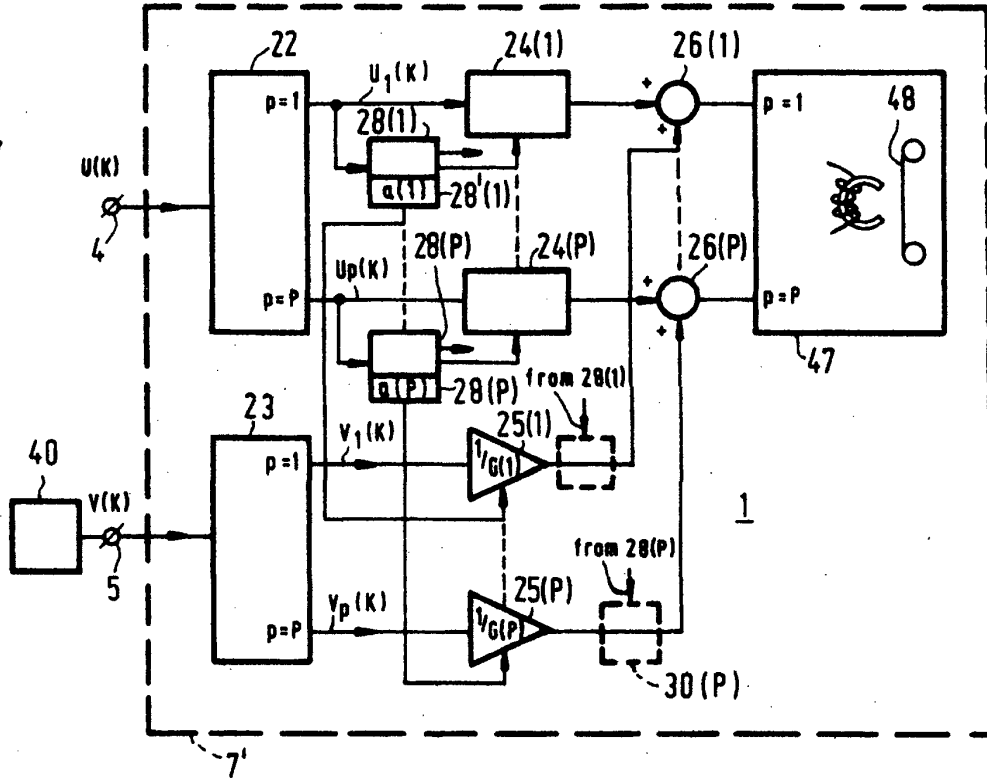 22
24(1)
26(1)
p=1
U₁(K)
p=1
48
28(1)
U(K)
a(1)
28'(1)
4
28(P)
24(P)
26(P)
Up(K)
p=P
p=P
a(P)
28(P)
47
from 28(1)
23
V₁(K)
25(1)
40
p=1
1/G(1)
V(K)
1
5
from 28(P)
Vp(K)
25(P)
p=P
1/G(P)
30(P)
7'
+
+
+
+